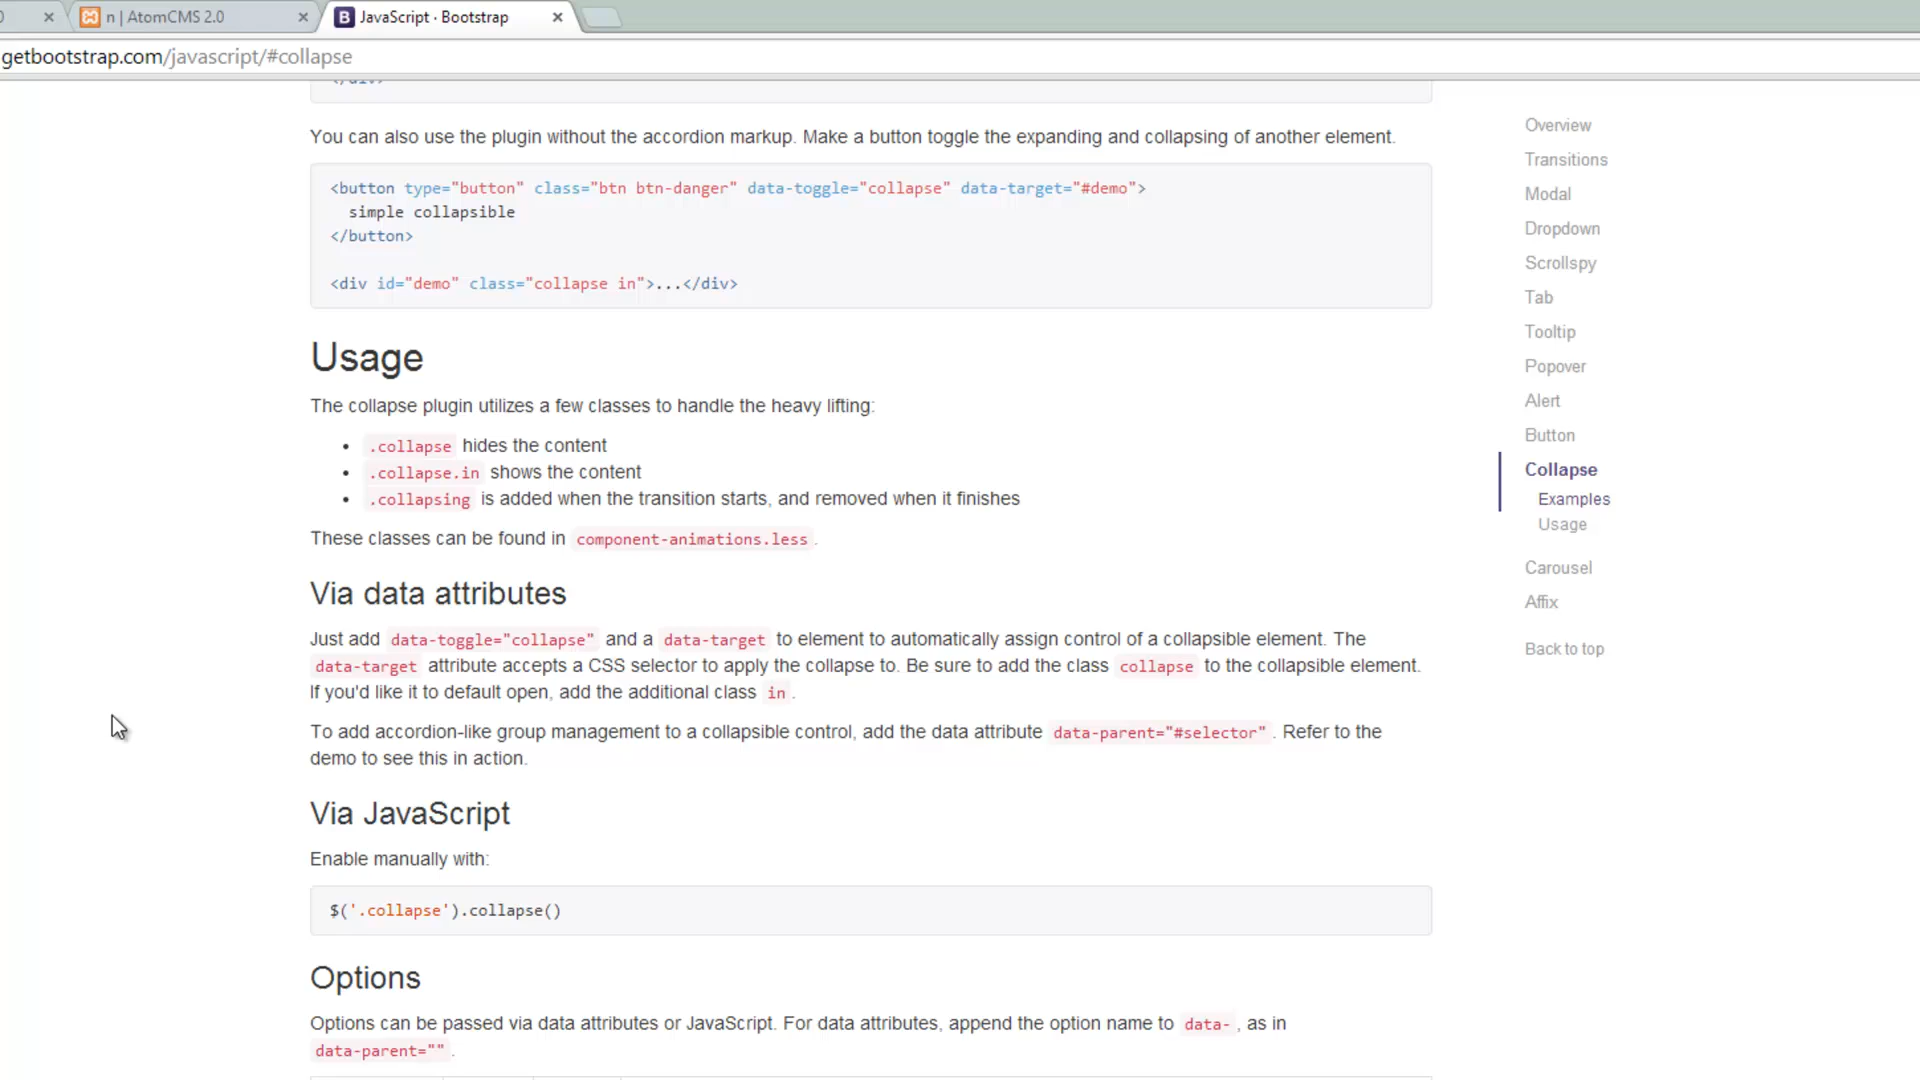 n | AtomCMS 2.0
JavaScript · Bootstrap
getbootstrap.com/javascript/#collapse
</div>
You can also use the plugin without the accordion markup. Make a button toggle the expanding and collapsing of another element.
<button type="button" class="btn btn-danger" data-toggle="collapse" data-target="#demo">
simple collapsible
</button>
<div id="demo" class="collapse in">...</div>
Usage
The collapse plugin utilizes a few classes to handle the heavy lifting:
• .collapse hides the content
• .collapse.in shows the content
• .collapsing is added when the transition starts, and removed when it finishes
These classes can be found in component-animations.less .
Via data attributes
Just add data-toggle="collapse" and a data-target to element to automatically assign control of a collapsible element. The
data-target attribute accepts a CSS selector to apply the collapse to. Be sure to add the class collapse to the collapsible element.
If you'd like it to default open, add the additional class in .
To add accordion-like group management to a collapsible control, add the data attribute data-parent="#selector" . Refer to the
demo to see this in action.
Via JavaScript
Enable manually with:
$('.collapse').collapse()
Options
Options can be passed via data attributes or JavaScript. For data attributes, append the option name to data- , as in
data-parent="" .
Overview
Transitions
Modal
Dropdown
Scrollspy
Tab
Tooltip
Popover
Alert
Button
Collapse
Examples
Usage
Carousel
Affix
Back to top